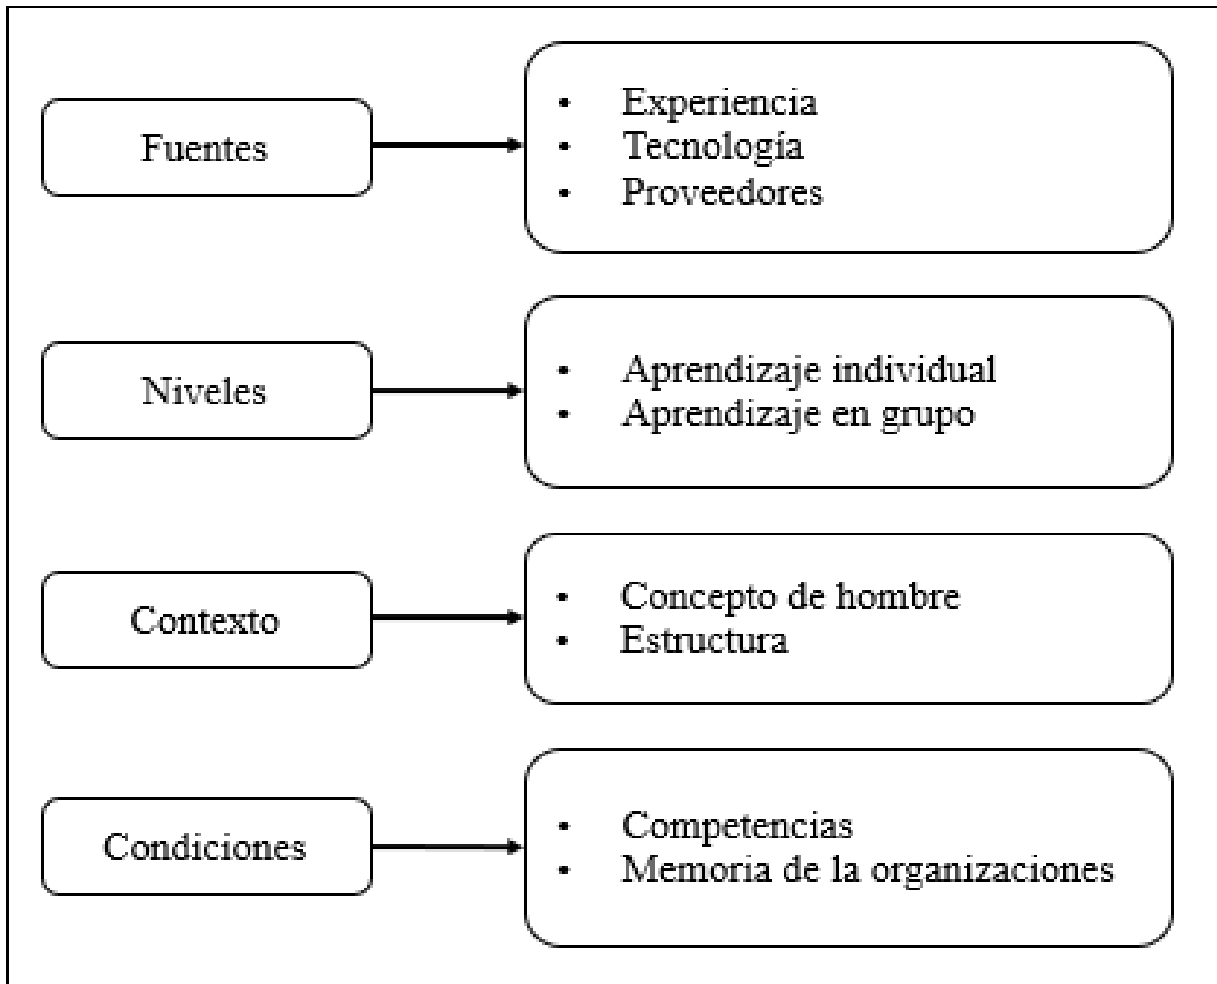 Fuentes
• Experiencia
• Tecnología
• Proveedores
Niveles
• Aprendizaje individual
• Aprendizaje en grupo
Contexto
• Concepto de hombre
• Estructura
Condiciones
• Competencias
• Memoria de la organizaciones